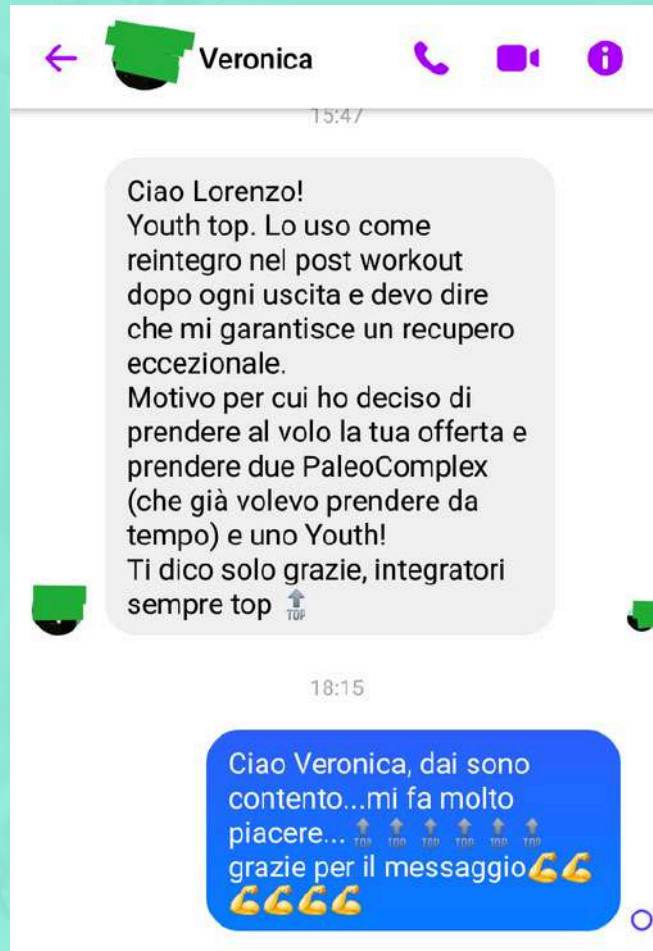 Veronica
15:47
Ciao Lorenzo!
Youth top. Lo uso come
reintegro nel post workout
dopo ogni uscita e devo dire
che mi garantisce un recupero
eccezionale.
Motivo per cui ho deciso di
prendere al volo la tua offerta e
prendere due PaleoComplex
(che già volevo prendere da
tempo) e uno Youth!
Ti dico solo grazie, integratori
sempre top 🔝
18:15
Ciao Veronica, dai sono
contento...mi fa molto
piacere...🔝🔝🔝🔝🔝🔝
grazie per il messaggio💪💪
💪💪💪💪